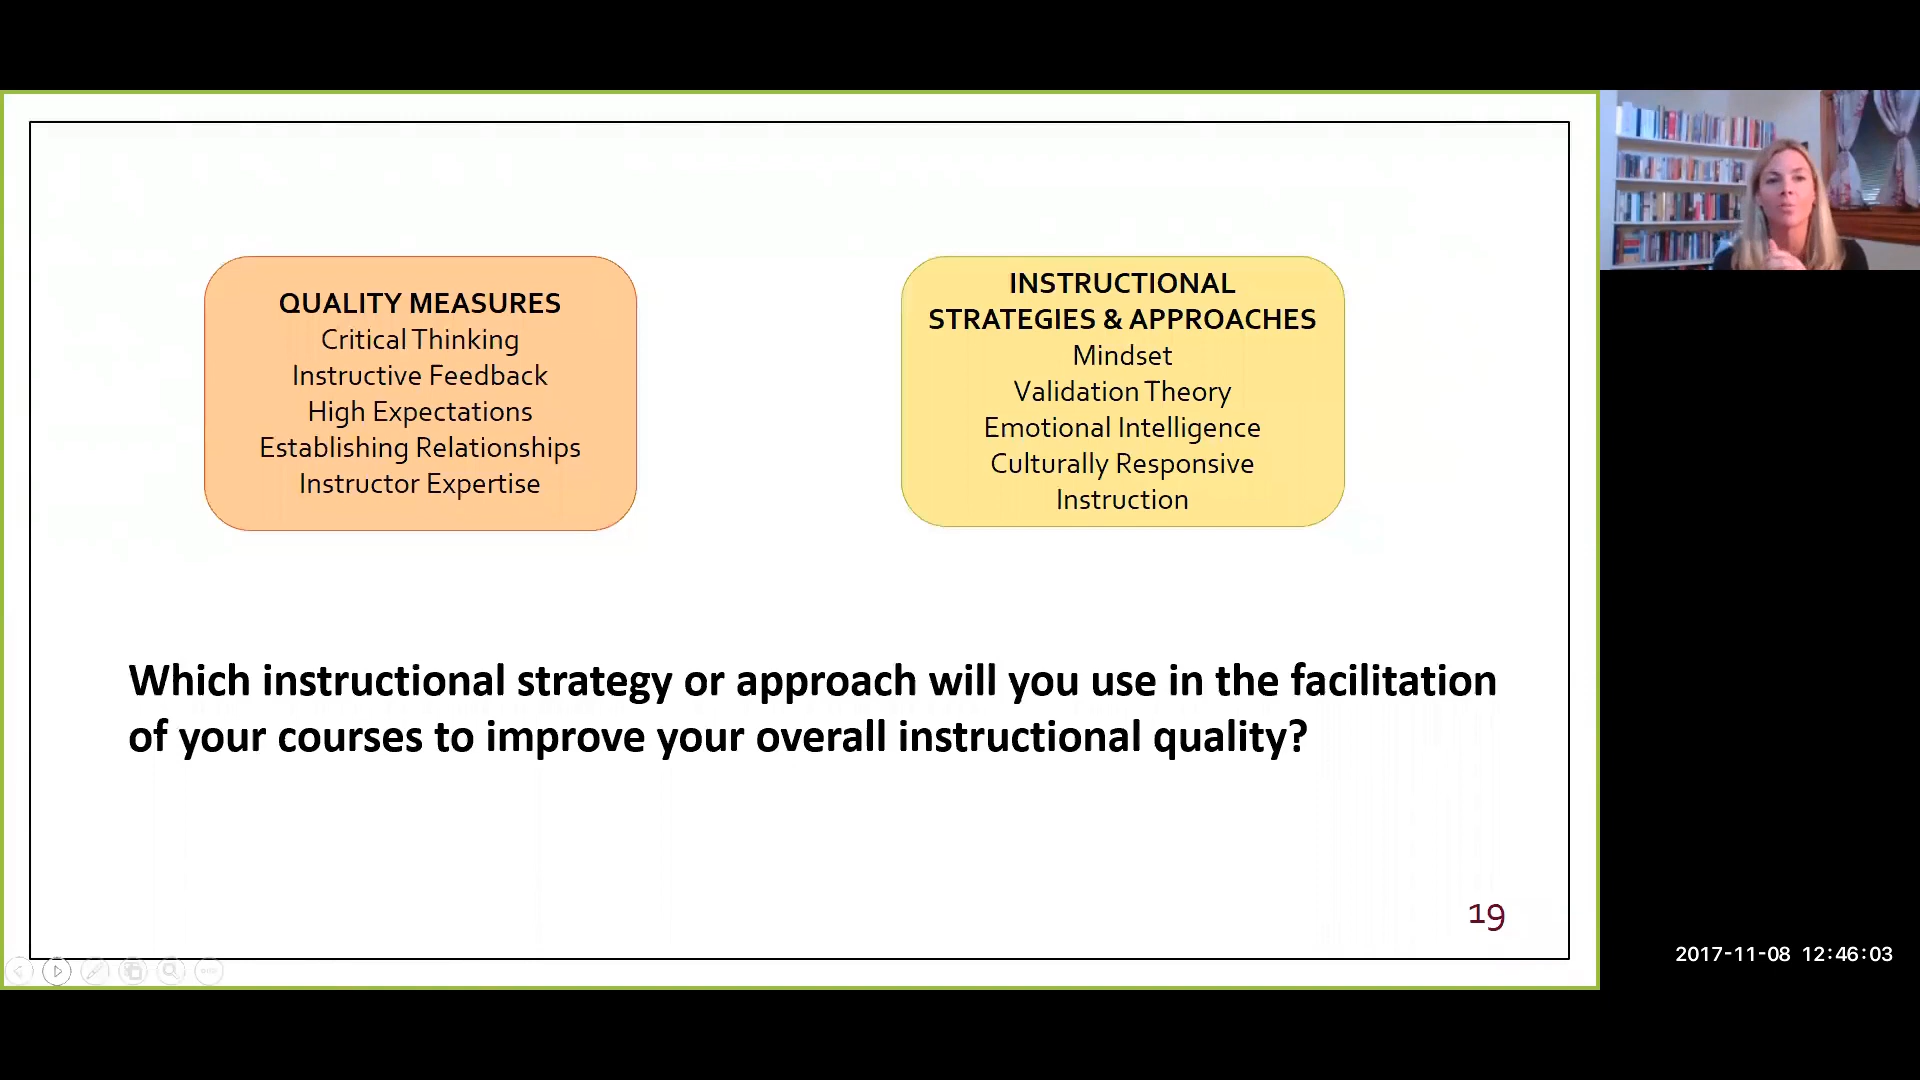 QUALITY MEASURES
Critical Thinking
Instructive Feedback
High Expectations
Establishing Relationships
Instructor Expertise
INSTRUCTIONAL
STRATEGIES & APPROACHES
Mindset
Validation Theory
Emotional Intelligence
Culturally Responsive
Instruction
Which instructional strategy or approach will you use in the facilitation
of your courses to improve your overall instructional quality?
19
2017-11-08 12:46:03